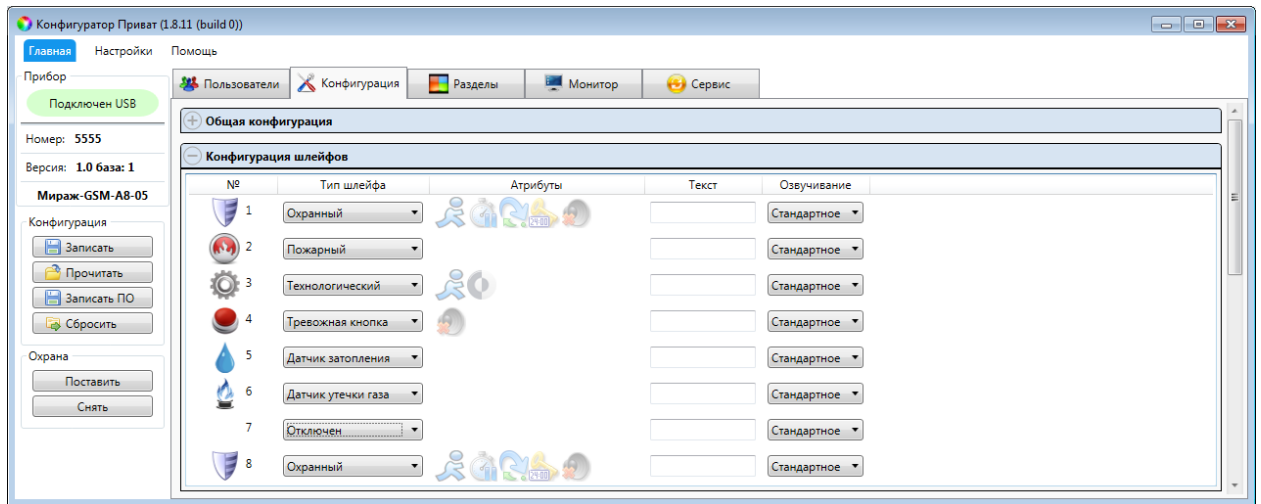 Конфигуратор Приват (1.8.11 (build 0))
Главная Настройки Помощь
Прибор
Подключен USB
Номер: 5555
Версия: 1.0 база: 1
Мираж-GSM-A8-05
Конфигурация
Записать
Прочитать
Записать ПО
Сбросить
Охрана
Поставить
Снять
Пользователи Конфигурация Разделы Монитор Сервис
Общая конфигурация
Конфигурация шлейфов
№ Тип шлейфа Атрибуты Текст Озвучивание
1 Охранный 24:00 Стандартное
2 Пожарный Стандартное
3 Технологический Стандартное
4 Тревожная кнопка Стандартное
5 Датчик затопления Стандартное
6 Датчик утечки газа Стандартное
7 Отключен Стандартное
8 Охранный 24:00 Стандартное